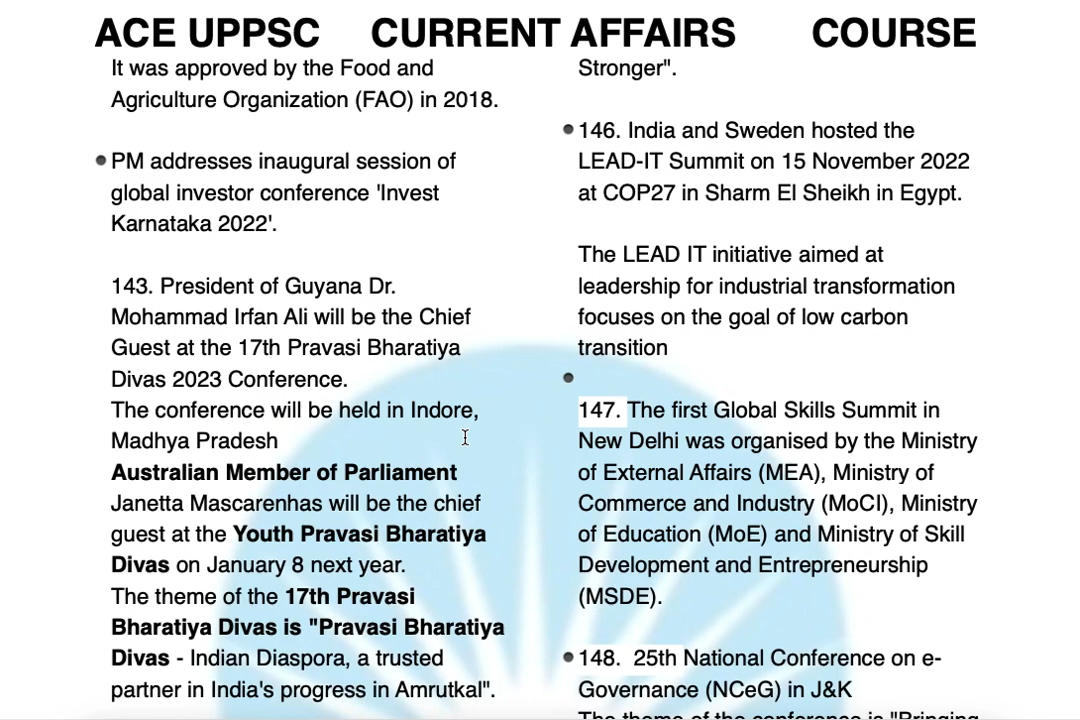 ACE UPPSC CURRENT AFFAIRS COURSE
It was approved by the Food and
Agriculture Organization (FAO) in 2018.
PM addresses inaugural session of
global investor conference 'Invest
Karnataka 2022'.
143. President of Guyana Dr.
Mohammad Irfan Ali will be the Chief
Guest at the 17th Pravasi Bharatiya
Divas 2023 Conference.
The conference will be held in Indore,
Madhya Pradesh
Australian Member of Parliament
Janetta Mascarenhas will be the chief
guest at the Youth Pravasi Bharatiya
Divas on January 8 next year.
The theme of the 17th Pravasi
Bharatiya Divas is "Pravasi Bharatiya
Divas - Indian Diaspora, a trusted
partner in India's progress in Amrutkal".
Stronger".
146. India and Sweden hosted the
LEAD-IT Summit on 15 November 2022
at COP27 in Sharm El Sheikh in Egypt.
The LEAD IT initiative aimed at
leadership for industrial transformation
focuses on the goal of low carbon
transition
147. The first Global Skills Summit in
New Delhi was organised by the Ministry
of External Affairs (MEA), Ministry of
Commerce and Industry (MoCI), Ministry
of Education (MoE) and Ministry of Skill
Development and Entrepreneurship
(MSDE).
148. 25th National Conference on e-
Governance (NCeG) in J&K
The theme of the conference is "Bringing